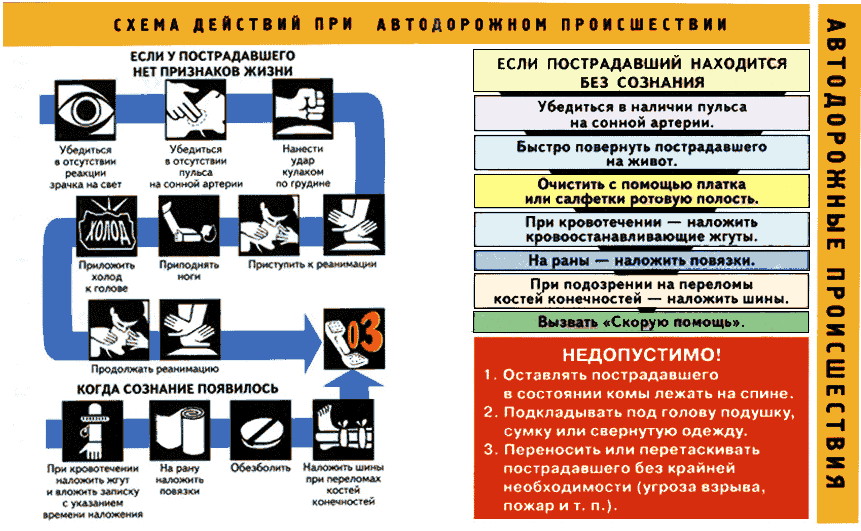 СХЕМА ДЕЙСТВИЙ ПРИ АВТОДОРОЖНОМ ПРОИСШЕСТВИИ
ЕСЛИ У ПОСТРАДАВШЕГО
НЕТ ПРИЗНАКОВ ЖИЗНИ
Убедиться
в отсутствии
реакции
зрачка на свет
Убедиться
в отсутствии
пульса
на сонной артерии
Нанести
удар
кулаком
по грудине
ХОЛОД
Приложить
холод
к голове
Приподнять
ноги
Приступить к реанимации
Продолжать реанимацию
03
КОГДА СОЗНАНИЕ ПОЯВИЛОСЬ
При кровотечении
наложить жгут
и вложить записку
с указанием
времени наложения
На рану
наложить
повязки
Обезболить
Наложить шины
при переломах
костей
конечностей
ЕСЛИ ПОСТРАДАВШИЙ НАХОДИТСЯ
БЕЗ СОЗНАНИЯ
Убедиться в наличии пульса
на сонной артерии.
Быстро повернуть пострадавшего
на живот.
Очистить с помощью платка
или салфетки ротовую полость.
При кровотечении — наложить
кровоостанавливающие жгуты.
На раны — наложить повязки.
При подозрении на переломы
костей конечностей — наложить шины.
Вызвать «Скорую помощь».
НЕДОПУСТИМО!
1. Оставлять пострадавшего
в состоянии комы лежать на спине.
2. Подкладывать под голову подушку,
сумку или свернутую одежду.
3. Переносить или перетаскивать
пострадавшего без крайней
необходимости (угроза взрыва,
пожар и т. п.).
АВТОДОРОЖНЫЕ ПРОИСШЕСТВИЯ